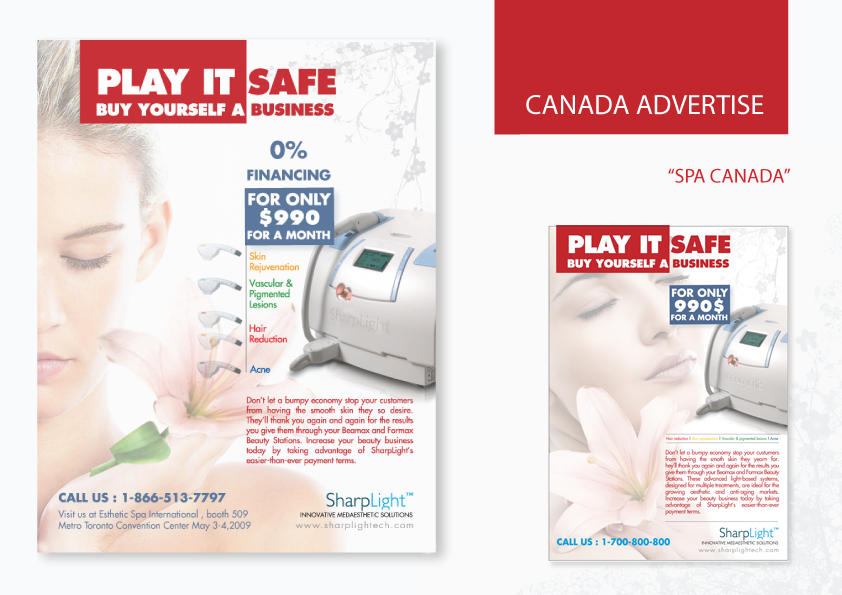 PLAY IT SAFE
BUY YOURSELF A BUSINESS
0%
FINANCING
FOR ONLY
$990
FOR A MONTH
Skin
Rejuvenation
Vascular &
Pigmented
Lesions
Hair
Reduction
Acne
SharpLight
Don't let a bumpy economy stop your customers
from having the smooth skin they so desire.
They'll thank you again and again for the results
you give them through your Beamax and Formax
Beauty Stations. Increase your beauty business
today by taking advantage of SharpLight's
easier-than-ever payment terms.
CALL US : 1-866-513-7797
Visit us at Esthetic Spa International , booth 509
Metro Toronto Convention Center May 3-4,2009
SharpLight™
INNOVATIVE MEDAESTHETIC SOLUTIONS
www.sharplightech.com
CANADA ADVERTISE
“SPA CANADA”
PLAY IT SAFE
BUY YOURSELF A BUSINESS
FOR ONLY
990$
FOR A MONTH
SharpLight
Hair reduction I Skin rejuvenation I Vascular & pigmented lesions I Acne
Don't let a bumpy economy stop your customers
from having the smoth skin they yearn for.
hey'll thank you again and again for the results you
give them through your Beamax and Formax Beauty
Stations. These advanced light-based systems,
designed for multiple treatments, are ideal for the
growing aesthetic and anti-aging markets.
Increase your beauty business today by taking
advantage of SharpLight's easier-than-ever
payment terms.
SharpLight™
INNOVATIVE MEDAESTHETIC SOLUTIONS
www.sharplightech.com
CALL US : 1-700-800-800